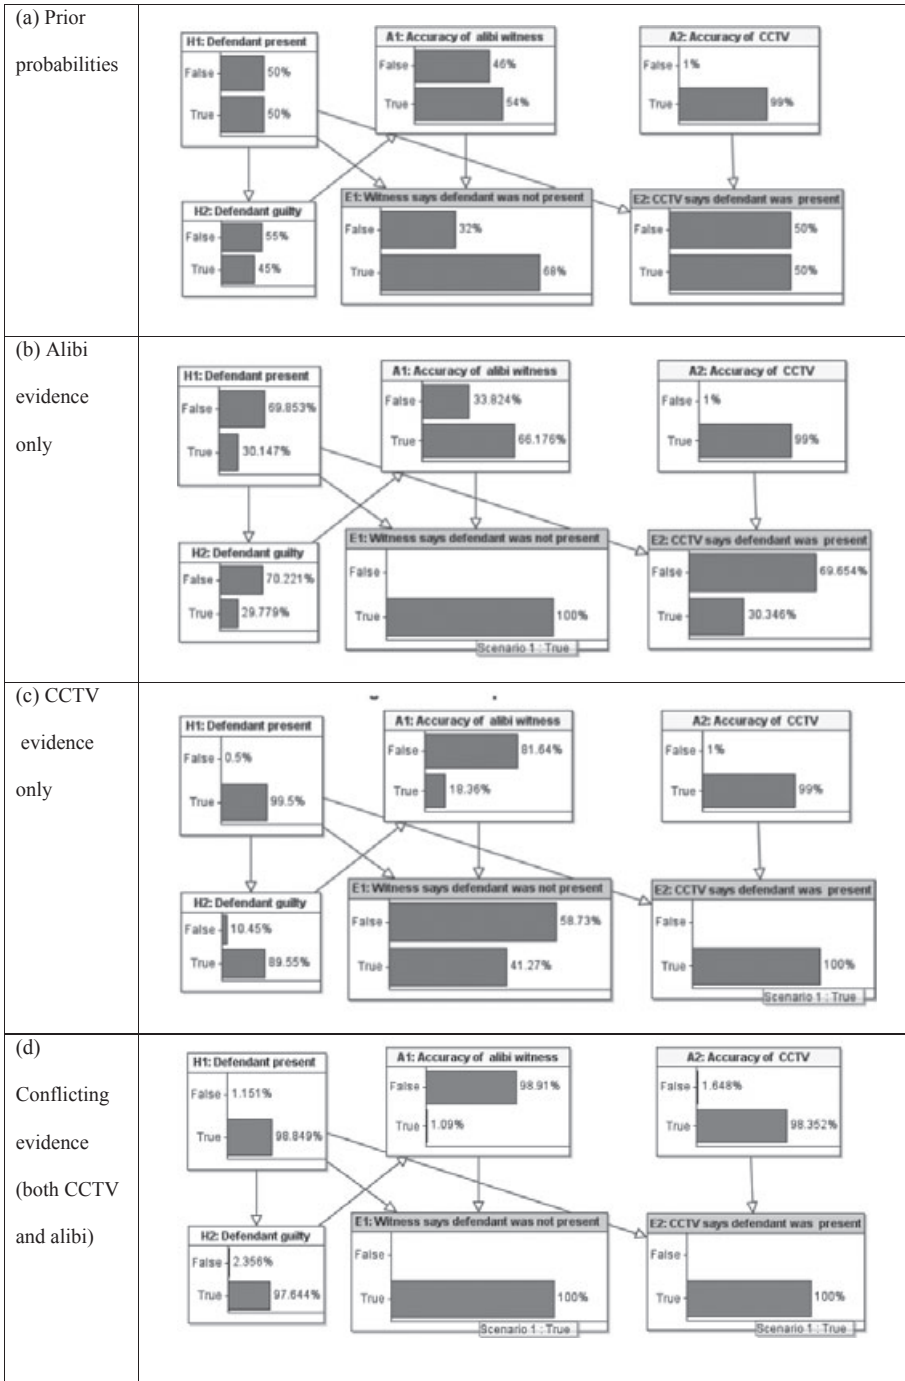 (a) Prior
probabilities
H1: Defendant present
False
50%
True
50%
A1: Accuracy of alibi witness
False
46%
True
54%
A2: Accuracy of CCTV
False
1%
True
99%
H2: Defendant guilty
False
55%
True
45%
E1: Witness says defendant was not present
False
32%
True
68%
E2: CCTV says defendant was present
False
50%
True
50%
(b) Alibi
evidence
only
H1: Defendant present
False
69.853%
True
30.147%
A1: Accuracy of alibi witness
False
33.824%
True
66.176%
A2: Accuracy of CCTV
False
1%
True
99%
H2: Defendant guilty
False
70.221%
True
29.779%
E1: Witness says defendant was not present
False
True
100%
Scenario 1 : True
E2: CCTV says defendant was present
False
69.654%
True
30.346%
(c) CCTV
evidence
only
H1: Defendant present
False
0.5%
True
99.5%
A1: Accuracy of alibi witness
False
81.64%
True
18.36%
A2: Accuracy of CCTV
False
1%
True
99%
H2: Defendant guilty
False
10.45%
True
89.55%
E1: Witness says defendant was not present
False
58.73%
True
41.27%
E2: CCTV says defendant was present
False
True
100%
Scenario 1 : True
(d)
Conflicting
evidence
(both CCTV
and alibi)
H1: Defendant present
False
1.151%
True
98.849%
A1: Accuracy of alibi witness
False
98.91%
True
1.09%
A2: Accuracy of CCTV
False
1.648%
True
98.352%
H2: Defendant guilty
False
2.356%
True
97.644%
E1: Witness says defendant was not present
False
True
100%
Scenario 1 : True
E2: CCTV says defendant was present
False
True
100%
Scenario 1 : True